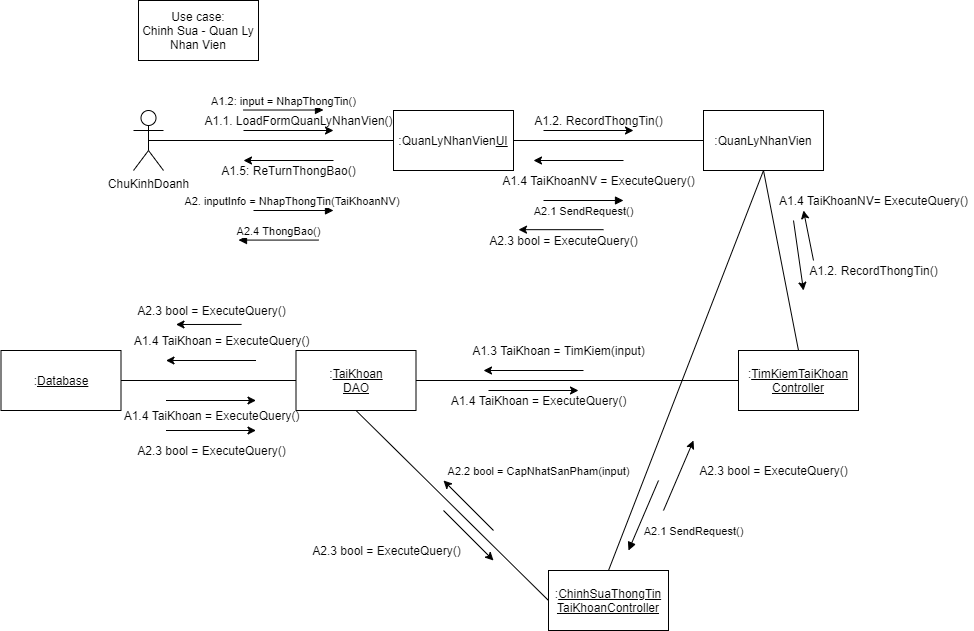 Use case:
Chinh Sua - Quan Ly
Nhan Vien
A1.2: input = NhapThongTin()
A1.1. LoadFormQuanLyNhanVien()
A1.2. RecordThongTin()
:QuanLyNhanVienUI
:QuanLyNhanVien
A1.5: ReTurnThongBao()
ChuKinhDoanh
A1.4 TaiKhoanNV = ExecuteQuery()
A2. inputInfo = NhapThongTin(TaiKhoanNV)
A2.1 SendRequest()
A1.4 TaiKhoanNV= ExecuteQuery()
A2.4 ThongBao()
A2.3 bool = ExecuteQuery()
A1.2. RecordThongTin()
A2.3 bool = ExecuteQuery()
A1.4 TaiKhoan = ExecuteQuery()
A1.3 TaiKhoan = TimKiem(input)
:Database
:TaiKhoan
DAO
:TimKiemTaiKhoan
Controller
A1.4 TaiKhoan = ExecuteQuery()
A1.4 TaiKhoan = ExecuteQuery()
A2.3 bool = ExecuteQuery()
A2.2 bool = CapNhatSanPham(input)
A2.3 bool = ExecuteQuery()
A2.1 SendRequest()
A2.3 bool = ExecuteQuery()
:ChinhSuaThongTin
TaiKhoanController